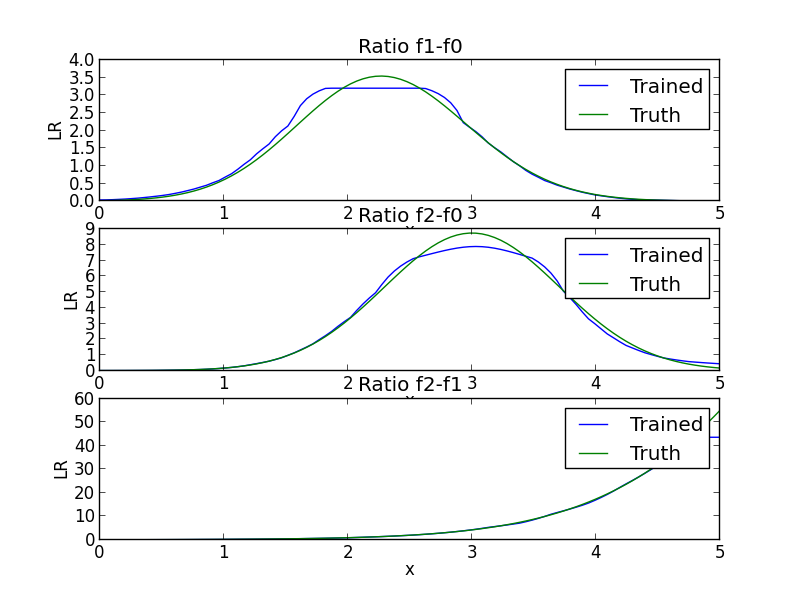 Ratio f1-f0
4.0
3.5
3.0
2.5
2.0
1.5
1.0
0.5
0.0
LR
Trained
Truth
0 1 2 3 4 5
Ratio f2-f0
9
8
7
6
5
4
3
2
1
0
LR
Trained
Truth
0 1 2 3 4 5
Ratio f2-f1
60
50
40
30
20
10
0
LR
Trained
Truth
0 1 2 3 4 5
x